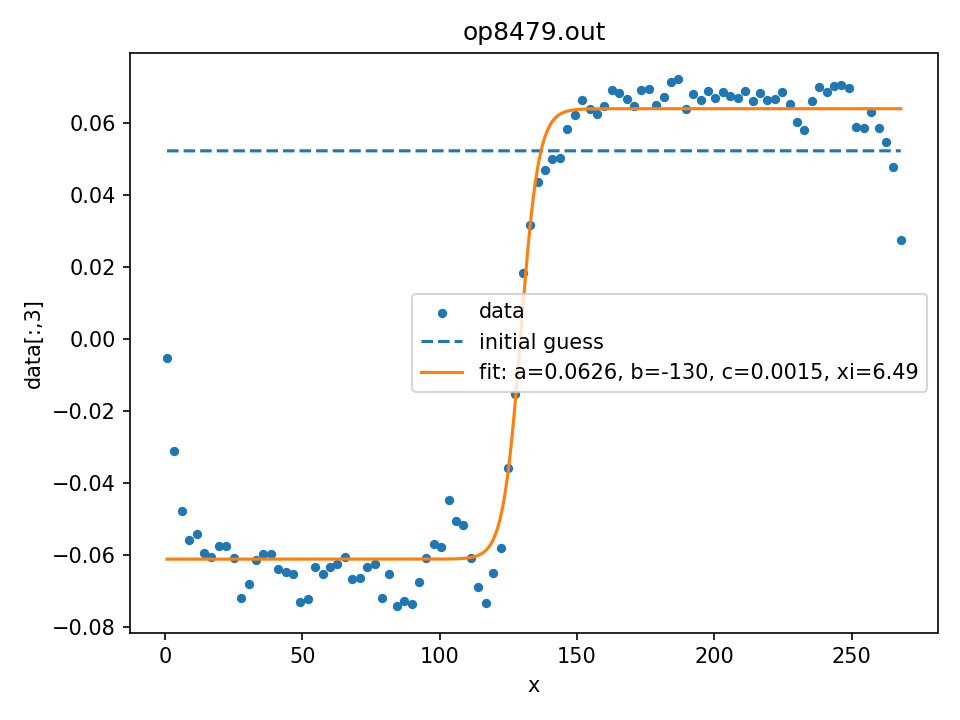 op8479.out
0.06
0.04
0.02
0.00
−0.02
−0.04
−0.06
−0.08
data[:,3]
data
initial guess
fit: a=0.0626, b=-130, c=0.0015, xi=6.49
0 50 100 150 200 250
x